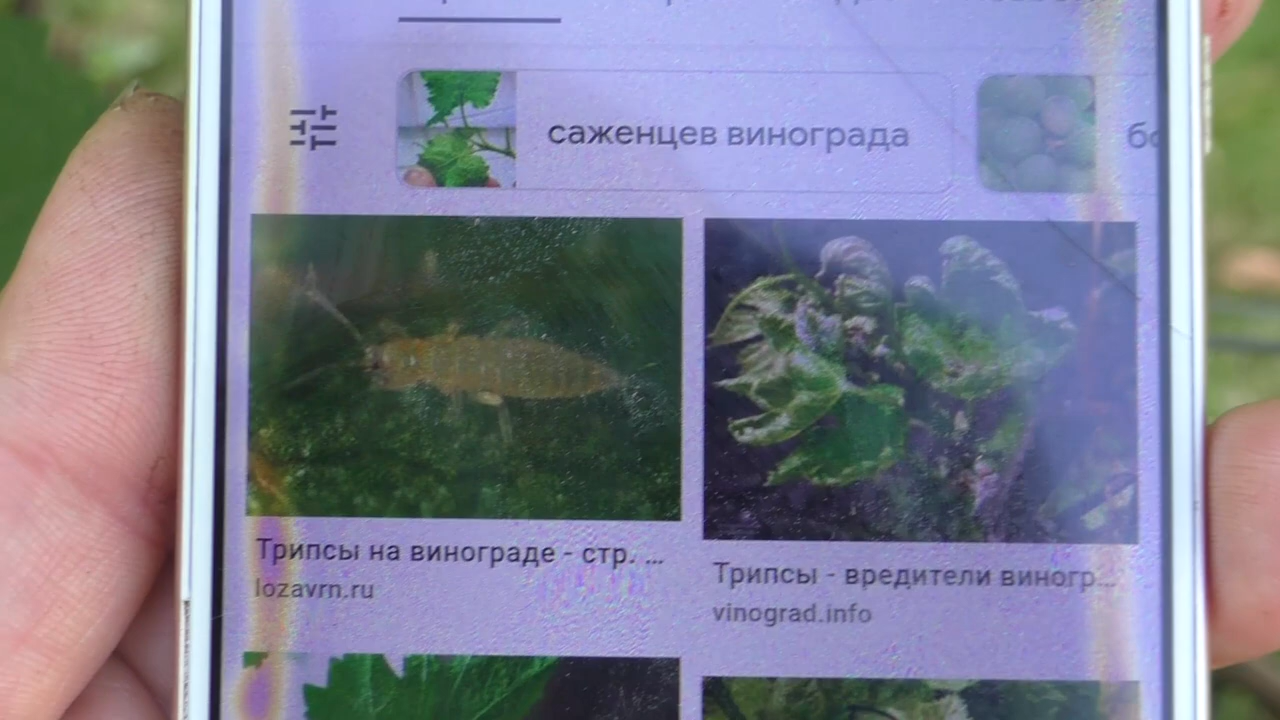 саженцев винограда
Трипсы на винограде - стр. ...
lozavrn.ru
Трипсы - вредители виногр...
vinograd.info